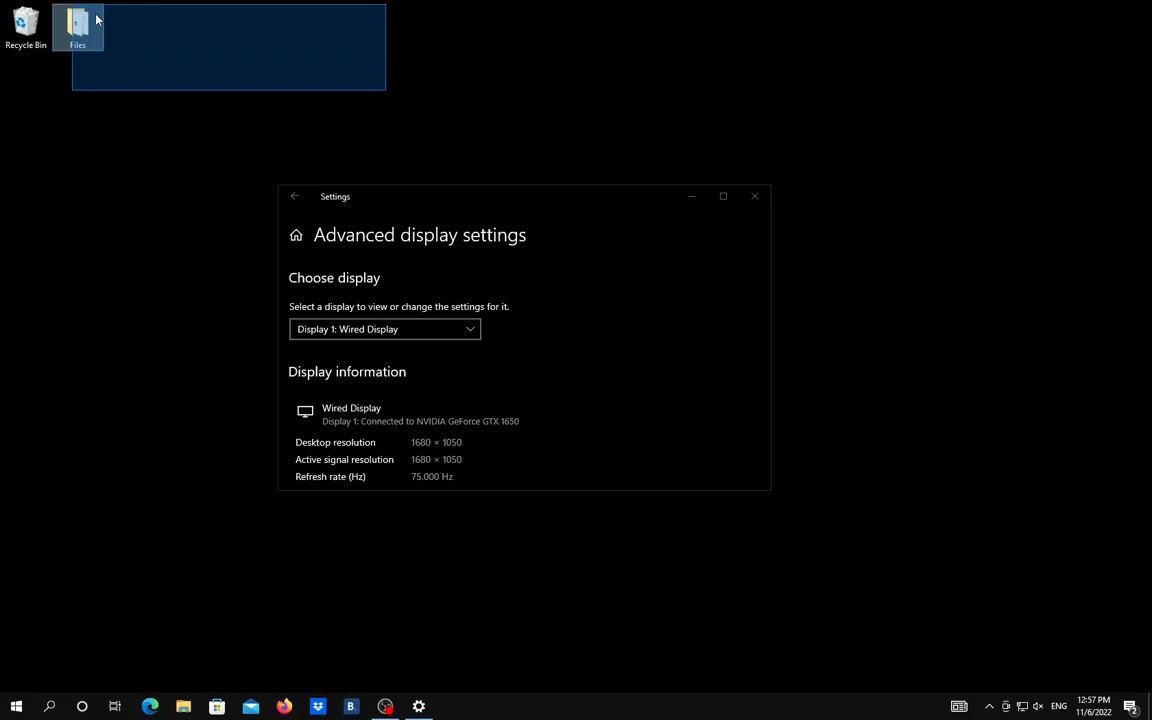 Recycle Bin
Files
Settings
Advanced display settings
Choose display
Select a display to view or change the settings for it.
Display 1: Wired Display
Display information
Wired Display
Display 1: Connected to NVIDIA GeForce GTX 1650
Desktop resolution 1680 × 1050
Active signal resolution 1680 × 1050
Refresh rate (Hz) 75.000 Hz
B.
ENG
12:57 PM
11/6/2022
2